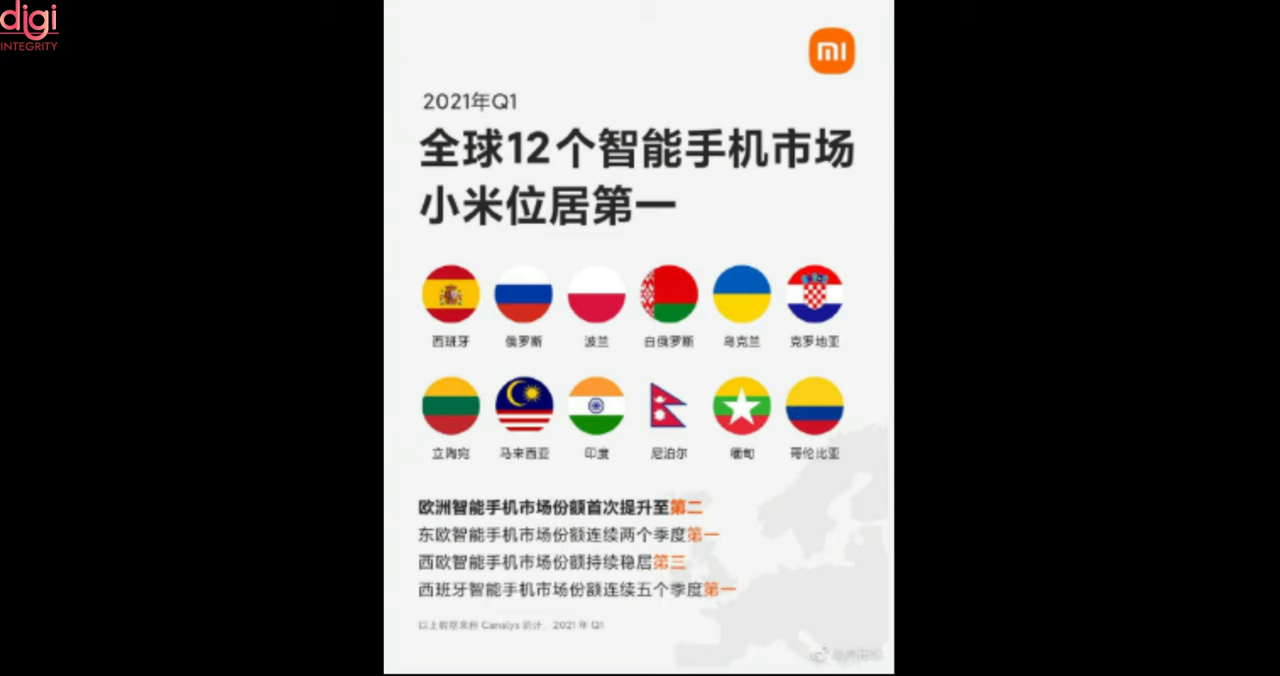 digi
INTEGRITY
mi
2021年Q1
全球12个智能手机市场
小米位居第一
西班牙 俄罗斯 波兰 白俄罗斯 乌克兰 克罗地亚
立陶宛 马来西亚 印度 尼泊尔 缅甸 哥伦比亚
欧洲智能手机市场份额首次提升至第二
东欧智能手机市场份额连续两个季度第一
西欧智能手机市场份额持续稳居第三
西班牙智能手机市场份额连续五个季度第一
以上数据来自 Canalys 统计，2021 年 Q1